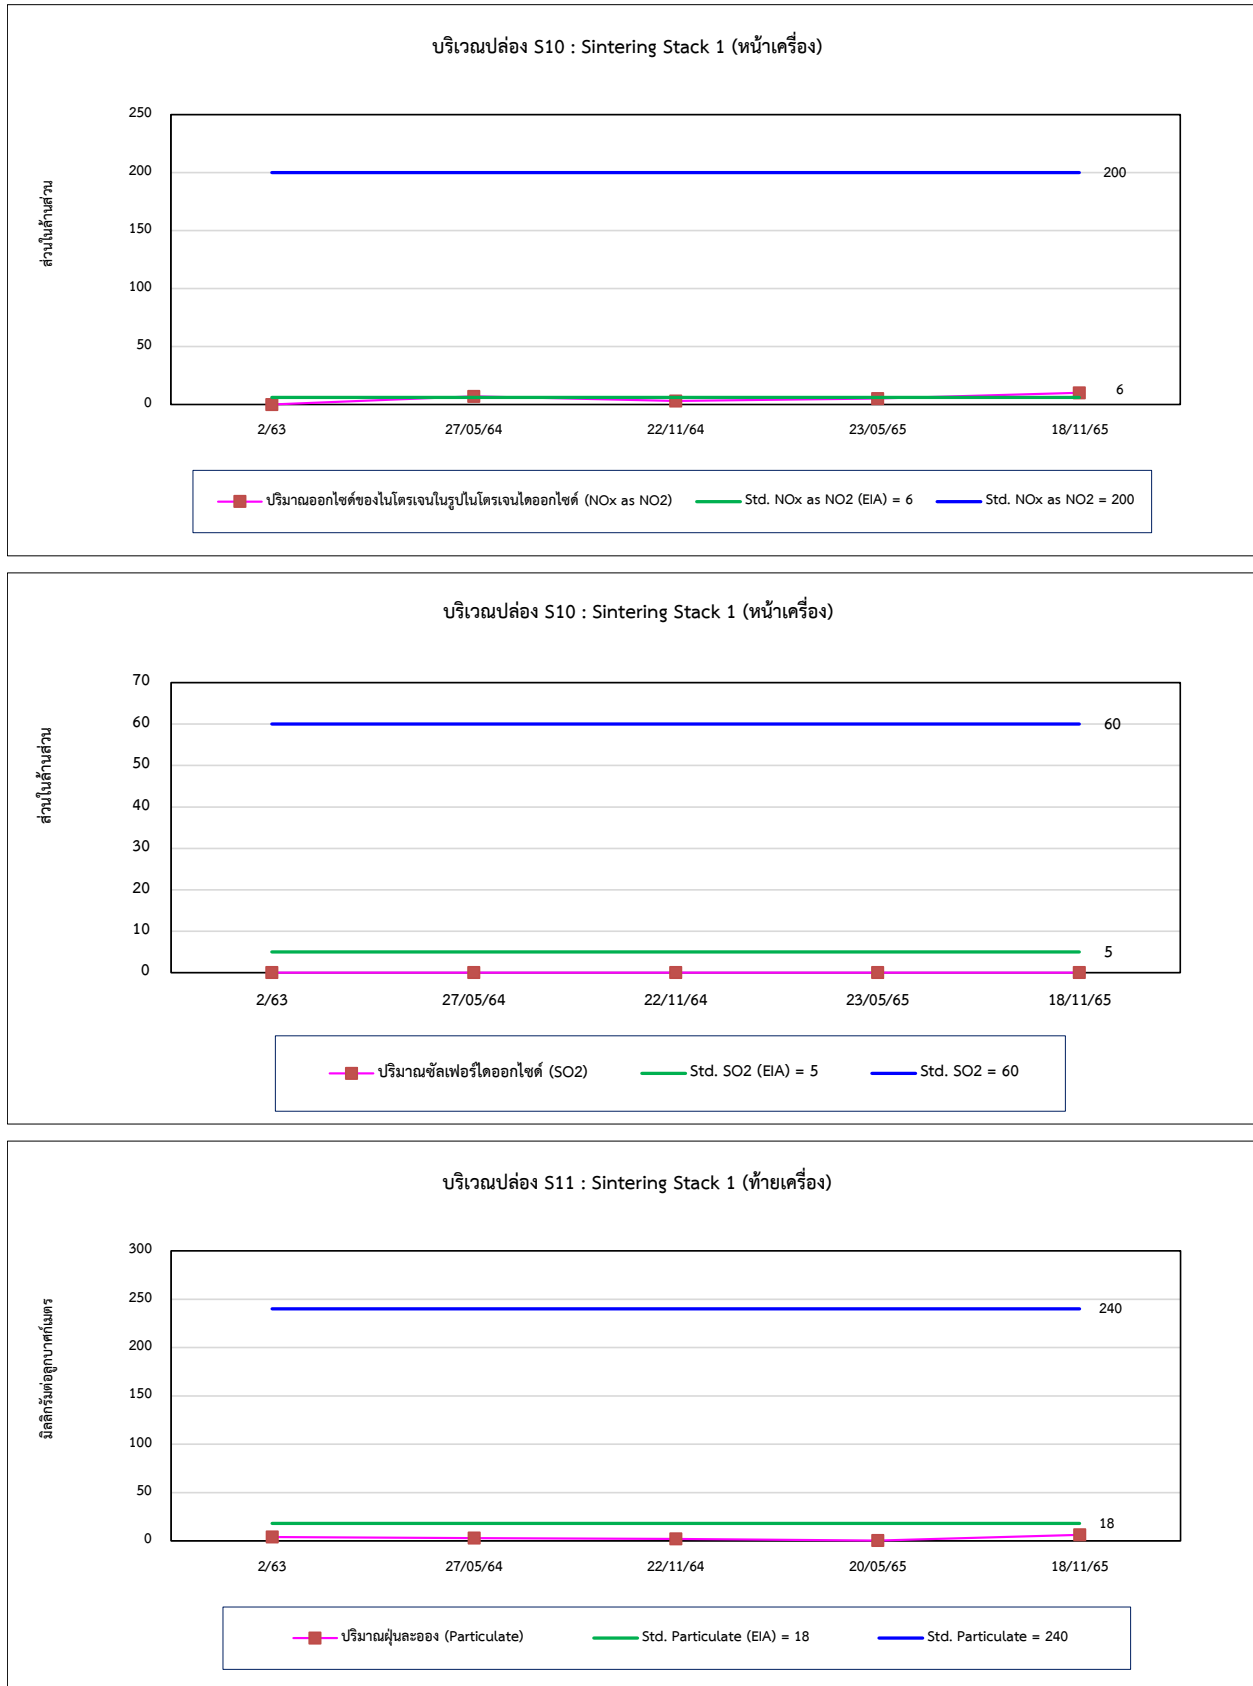 บริเวณปล่อง S10 : Sintering Stack 1 (หน้าเครื่อง)
ส่วนในล้านส่วน
250
200
150
100
50
0
200
6
2/63 27/05/64 22/11/64 23/05/65 18/11/65
ปริมาณออกไซด์ของไนโตรเจนในรูปไนโตรเจนไดออกไซด์ (NOx as NO2) Std. NOx as NO2 (EIA) = 6 Std. NOx as NO2 = 200
บริเวณปล่อง S10 : Sintering Stack 1 (หน้าเครื่อง)
ส่วนในล้านส่วน
70
60
50
40
30
20
10
0
60
5
2/63 27/05/64 22/11/64 23/05/65 18/11/65
ปริมาณซัลเฟอร์ไดออกไซด์ (SO2) Std. SO2 (EIA) = 5 Std. SO2 = 60
บริเวณปล่อง S11 : Sintering Stack 1 (ท้ายเครื่อง)
มิลลิกรัมต่อลูกบาศก์เมตร
300
250
200
150
100
50
0
240
18
2/63 27/05/64 22/11/64 20/05/65 18/11/65
ปริมาณฝุ่นละออง (Particulate) Std. Particulate (EIA) = 18 Std. Particulate = 240